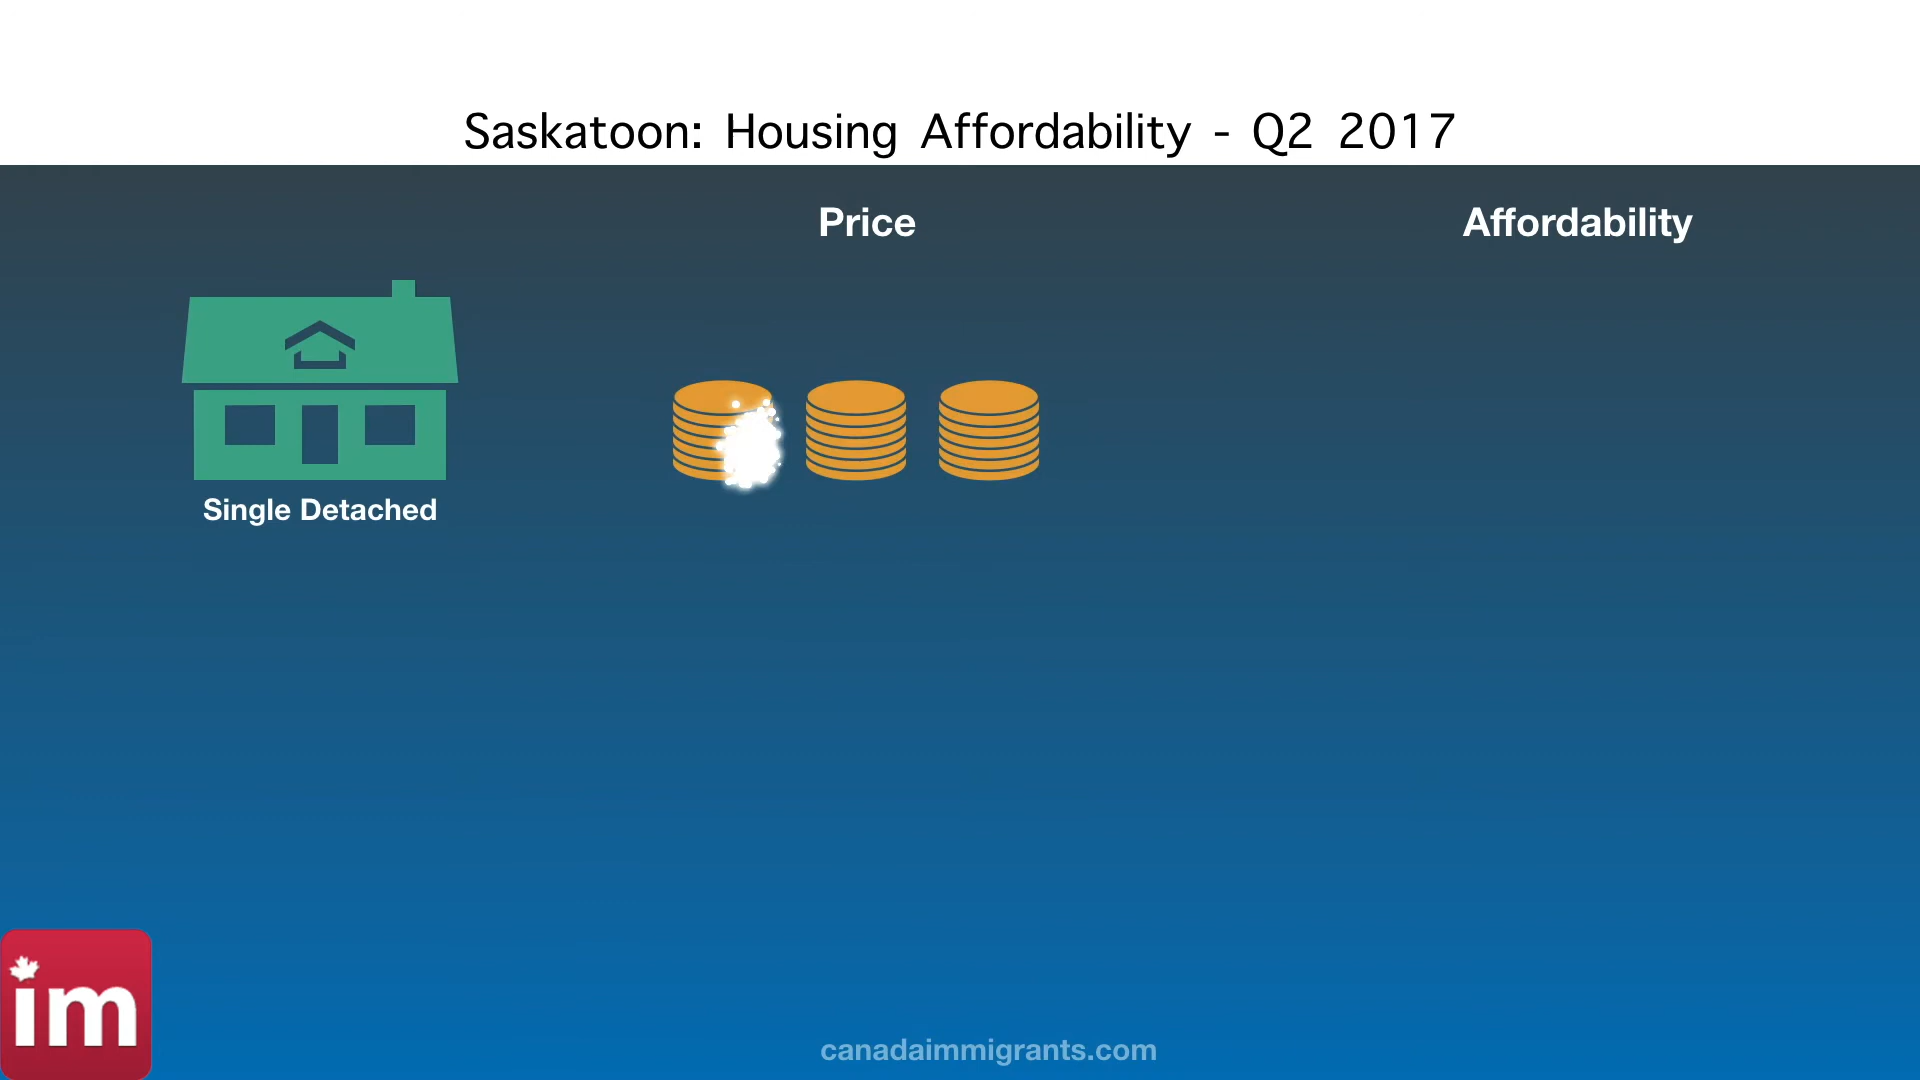 Saskatoon: Housing Affordability - Q2 2017
Price
Affordability
Single Detached
im
canadaimmigrants.com